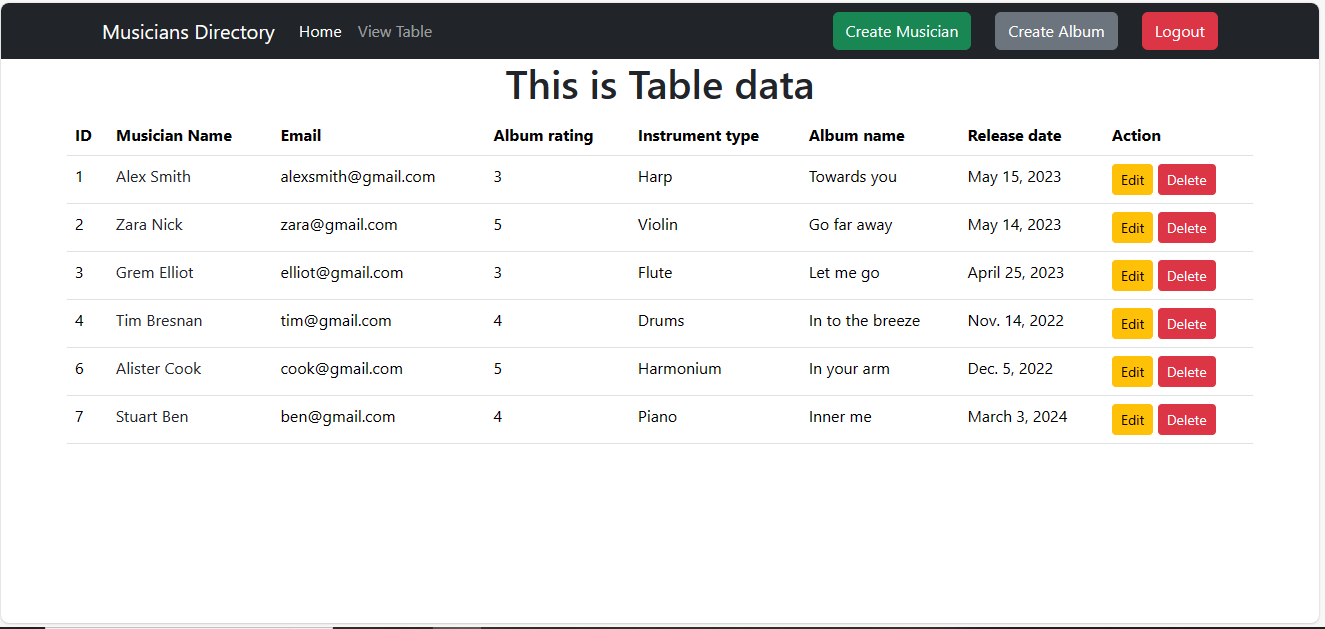 Musicians Directory Home View Table Create Musician Create Album Logout
This is Table data
ID Musician Name Email Album rating Instrument type Album name Release date Action
1 Alex Smith alexsmith@gmail.com 3 Harp Towards you May 15, 2023 Edit Delete
2 Zara Nick zara@gmail.com 5 Violin Go far away May 14, 2023 Edit Delete
3 Grem Elliot elliot@gmail.com 3 Flute Let me go April 25, 2023 Edit Delete
4 Tim Bresnan tim@gmail.com 4 Drums In to the breeze Nov. 14, 2022 Edit Delete
6 Alister Cook cook@gmail.com 5 Harmonium In your arm Dec. 5, 2022 Edit Delete
7 Stuart Ben ben@gmail.com 4 Piano Inner me March 3, 2024 Edit Delete